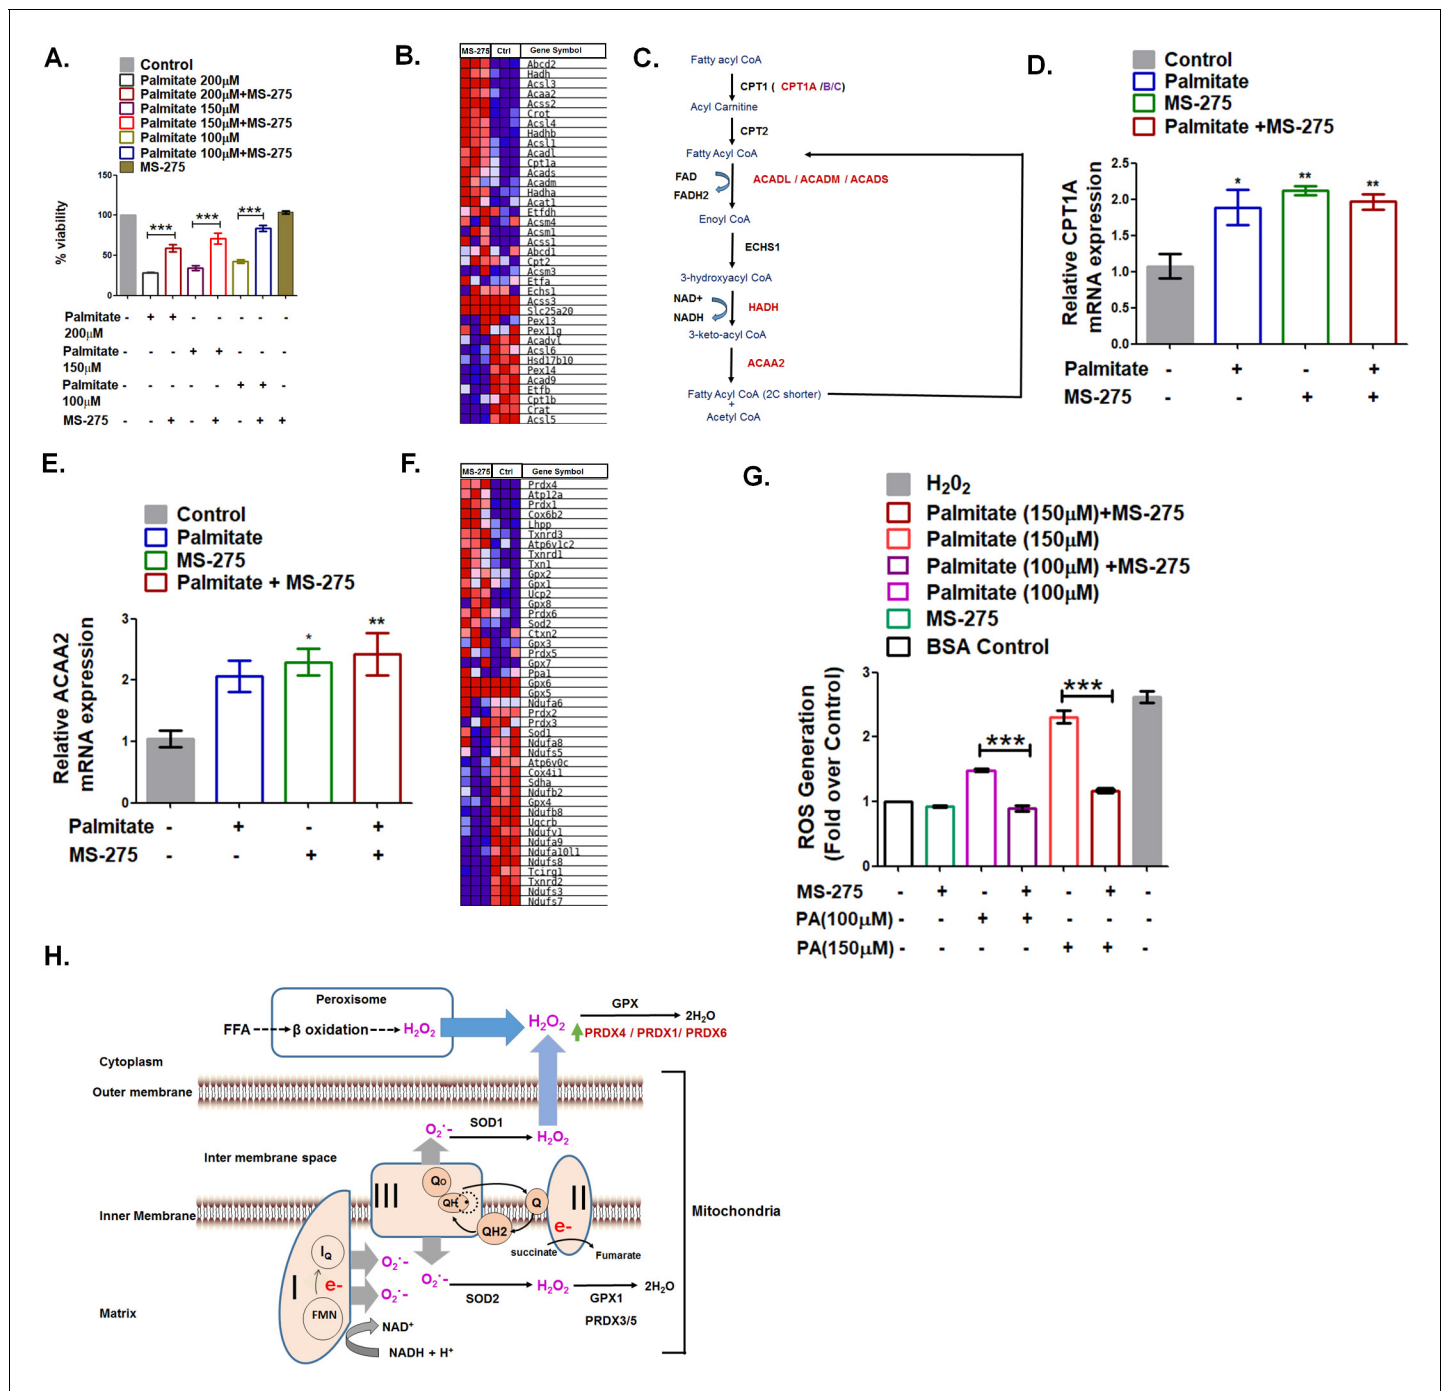 A.
Control
Palmitate 200μM
Palmitate 200μM+MS-275
Palmitate 150μM
Palmitate 150μM+MS-275
Palmitate 100μM
Palmitate 100μM+MS-275
MS-275
% viability
150
100
50
0
*** *** ***
Palmitate 200μM - + + - - - - -
Palmitate 150μM - - - + + - - -
Palmitate 100μM - - - - - + + -
MS-275 - - + - + - + +
B.
MS-275 Ctrl Gene Symbol
Abcd2
Hadh
Acsl3
Acaa2
Acss2
Crot
Acsl4
Hadhb
Acsl1
Acadl
Cpt1a
Acads
Acadm
Hadha
Acat1
Etfdh
Acsm4
Acsm1
Acss1
Abcd1
Cpt2
Acsm3
Etfa
Echs1
Acss3
Slc25a20
Pex13
Pex11g
Acadvl
Acsl6
Hsd17b10
Pex14
Acad9
Etfb
Cpt1b
Crat
Acsl5
C.
Fatty acyl CoA
CPT1 ( CPT1A /B/C)
Acyl Carnitine
CPT2
Fatty Acyl CoA
FAD
FADH2
ACADL / ACADM / ACADS
Enoyl CoA
ECHS1
3-hydroxyacyl CoA
NAD+
NADH
HADH
3-keto-acyl CoA
ACAA2
Fatty Acyl CoA (2C shorter)
+
Acetyl CoA
D.
Control
Palmitate
MS-275
Palmitate +MS-275
Relative CPT1A
mRNA expression
2.5
2.0
1.5
1.0
0.5
0.0
* ** **
Palmitate - + - +
MS-275 - - + +
E.
Control
Palmitate
MS-275
Palmitate + MS-275
Relative ACAA2
mRNA expression
3
2
1
0
* **
Palmitate - + - +
MS-275 - - + +
F.
MS-275 Ctrl Gene Symbol
Prdx4
Atp12a
Prdx1
Cox6b2
Lhpp
Txnrd3
Atp6v1c2
Txnrd1
Txn1
Gpx2
Gpx1
Ucp2
Gpx8
Prdx6
Sod2
Ctxn2
Gpx3
Prdx5
Gpx7
Ppa1
Gpx6
Gpx5
Ndufa6
Prdx2
Prdx3
Sod1
Ndufa8
Ndufs5
Atp6v0c
Cox4i1
Sdha
Ndufb2
Gpx4
Ndufb8
Uqcrb
Ndufv1
Ndufa9
Ndufa10l1
Ndufs8
Tcirg1
Txnrd2
Ndufs3
Ndufs7
G.
H₂0₂
Palmitate (150μM)+MS-275
Palmitate (150μM)
Palmitate (100μM) +MS-275
Palmitate (100μM)
MS-275
BSA Control
ROS Generation
(Fold over Control)
3
2
1
0
*** ***
MS-275 - + - + - + -
PA(100μM) - - + + - - -
PA(150μM) - - - - + + -
H.
Peroxisome
FFA β oxidation H₂O₂
H₂O₂
GPX
2H₂O
PRDX4 / PRDX1/ PRDX6
Cytoplasm
Outer membrane
SOD1
O₂˙- H₂O₂
Inter membrane space
III
Qo
QH
Q
II
Inner Membrane
QH2
e-
succinate Fumarate
Mitochondria
I
IQ
e-
FMN
O₂˙-
O₂˙-
O₂˙-
SOD2
H₂O₂
GPX1
PRDX3/5
2H₂O
Matrix
NAD⁺
NADH + H⁺